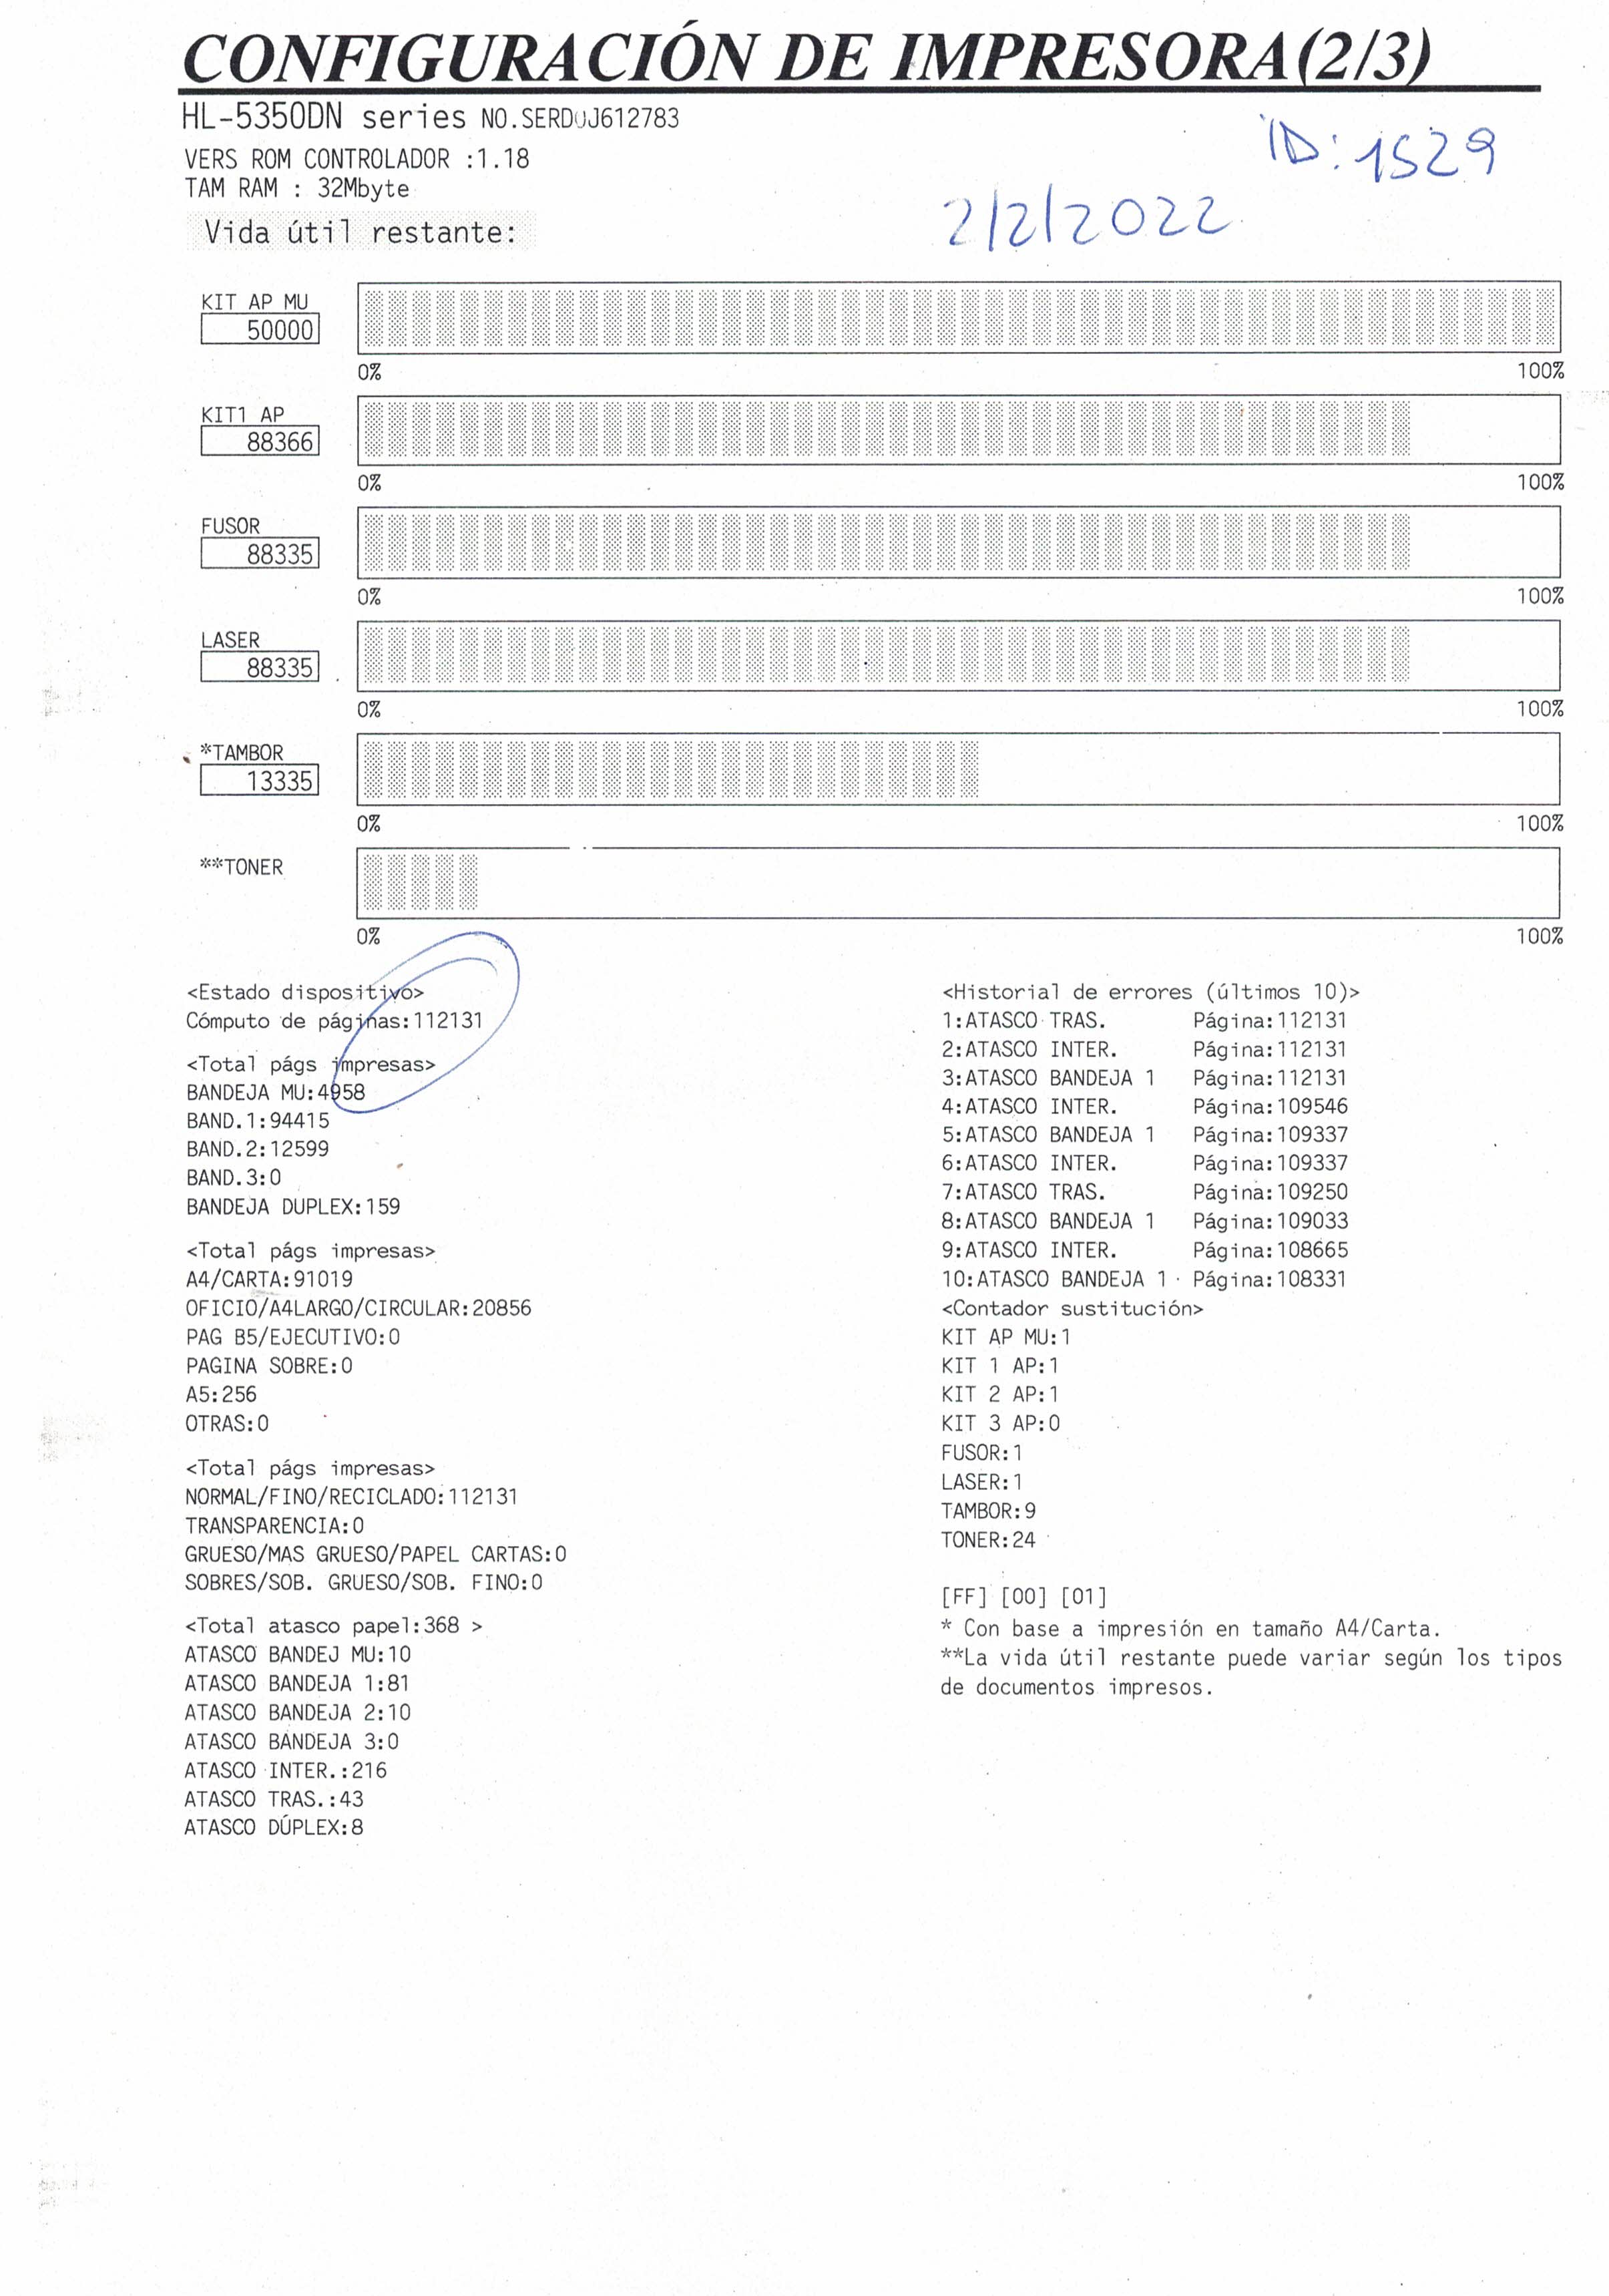 CONFIGURACIÓN DE IMPRESORA(2/3)
HL-5350DN series NO.SERD0J612783
VERS ROM CONTROLADOR :1.18
TAM RAM : 32Mbyte
ID: 1529
2/2/2022
Vida útil restante:
KIT AP MU
50000
0% 100%
KIT1 AP
88366
0% 100%
FUSOR
88335
0% 100%
LASER
88335
0% 100%
*TAMBOR
13335
0% 100%
**TONER
0% 100%
<Estado dispositivo>
Cómputo de páginas:112131
<Total págs impresas>
BANDEJA MU:4958
BAND.1:94415
BAND.2:12599
BAND.3:0
BANDEJA DUPLEX:159
<Total págs impresas>
A4/CARTA:91019
OFICIO/A4LARGO/CIRCULAR:20856
PAG B5/EJECUTIVO:0
PAGINA SOBRE:0
A5:256
OTRAS:0
<Total págs impresas>
NORMAL/FINO/RECICLADO:112131
TRANSPARENCIA:0
GRUESO/MAS GRUESO/PAPEL CARTAS:0
SOBRES/SOB. GRUESO/SOB. FINO:0
<Total atasco papel:368 >
ATASCO BANDEJ MU:10
ATASCO BANDEJA 1:81
ATASCO BANDEJA 2:10
ATASCO BANDEJA 3:0
ATASCO INTER.:216
ATASCO TRAS.:43
ATASCO DÚPLEX:8
<Historial de errores (últimos 10)>
1:ATASCO TRAS. Página:112131
2:ATASCO INTER. Página:112131
3:ATASCO BANDEJA 1 Página:112131
4:ATASCO INTER. Página:109546
5:ATASCO BANDEJA 1 Página:109337
6:ATASCO INTER. Página:109337
7:ATASCO TRAS. Página:109250
8:ATASCO BANDEJA 1 Página:109033
9:ATASCO INTER. Página:108665
10:ATASCO BANDEJA 1 Página:108331
<Contador sustitución>
KIT AP MU:1
KIT 1 AP:1
KIT 2 AP:1
KIT 3 AP:0
FUSOR:1
LASER:1
TAMBOR:9
TONER:24
[FF] [00] [01]
* Con base a impresión en tamaño A4/Carta.
**La vida útil restante puede variar según los tipos
de documentos impresos.